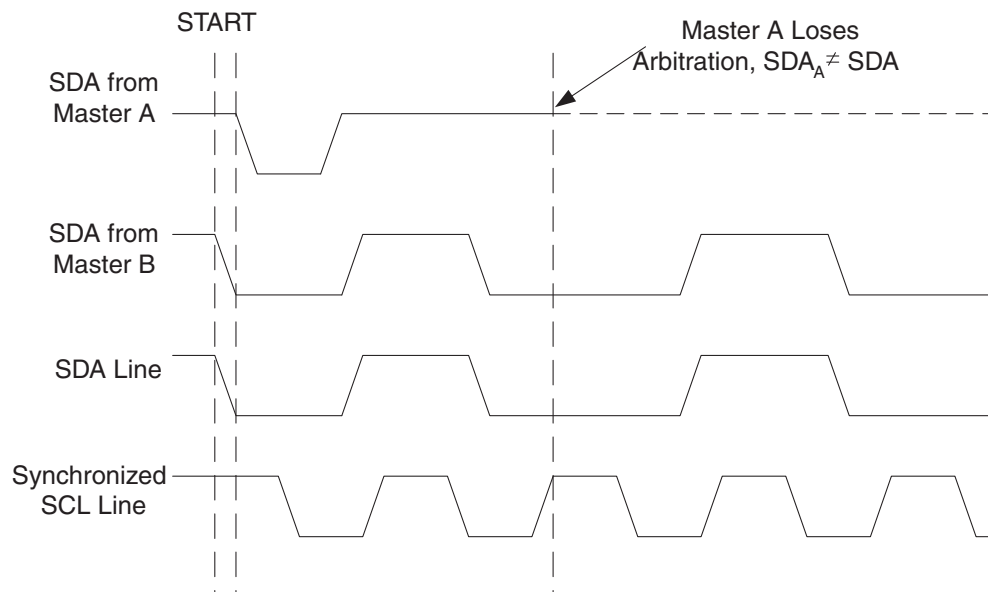 START
Master A Loses
Arbitration, SDA_A ≠ SDA
SDA from
Master A
SDA from
Master B
SDA Line
Synchronized
SCL Line